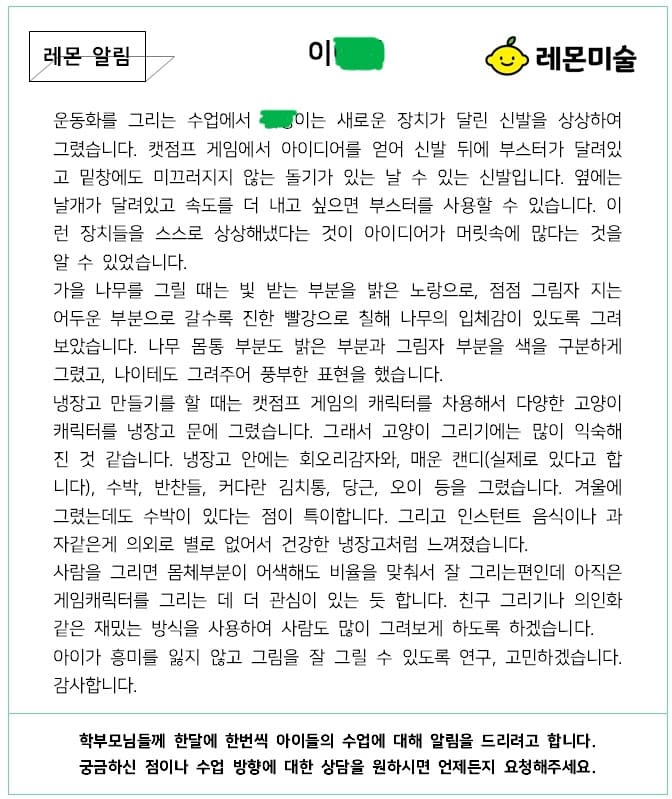 레몬 알림
이
레몬미술
운동화를 그리는 수업에서 이는 새로운 장치가 달린 신발을 상상하여
그렸습니다. 캣점프 게임에서 아이디어를 얻어 신발 뒤에 부스터가 달려있
고 밑창에도 미끄러지지 않는 돌기가 있는 날 수 있는 신발입니다. 옆에는
날개가 달려있고 속도를 더 내고 싶으면 부스터를 사용할 수 있습니다. 이
런 장치들을 스스로 상상해냈다는 것이 아이디어가 머릿속에 많다는 것을
알 수 있었습니다.
가을 나무를 그릴 때는 빛 받는 부분을 밝은 노랑으로, 점점 그림자 지는
어두운 부분으로 갈수록 진한 빨강으로 칠해 나무의 입체감이 있도록 그려
보았습니다. 나무 몸통 부분도 밝은 부분과 그림자 부분을 색을 구분하게
그렸고, 나이테도 그려주어 풍부한 표현을 했습니다.
냉장고 만들기를 할 때는 캣점프 게임의 캐릭터를 차용해서 다양한 고양이
캐릭터를 냉장고 문에 그렸습니다. 그래서 고양이 그리기에는 많이 익숙해
진 것 같습니다. 냉장고 안에는 회오리감자와, 매운 캔디(실제로 있다고 합
니다), 수박, 반찬들, 커다란 김치통, 당근, 오이 등을 그렸습니다. 겨울에
그렸는데도 수박이 있다는 점이 특이합니다. 그리고 인스턴트 음식이나 과
자같은게 의외로 별로 없어서 건강한 냉장고처럼 느껴졌습니다.
사람을 그리면 몸체부분이 어색해도 비율을 맞춰서 잘 그리는편인데 아직은
게임캐릭터를 그리는 데 더 관심이 있는 듯 합니다. 친구 그리기나 의인화
같은 재밌는 방식을 사용하여 사람도 많이 그려보게 하도록 하겠습니다.
아이가 흥미를 잃지 않고 그림을 잘 그릴 수 있도록 연구, 고민하겠습니다.
감사합니다.
학부모님들께 한달에 한번씩 아이들의 수업에 대해 알림을 드리려고 합니다.
궁금하신 점이나 수업 방향에 대한 상담을 원하시면 언제든지 요청해주세요.